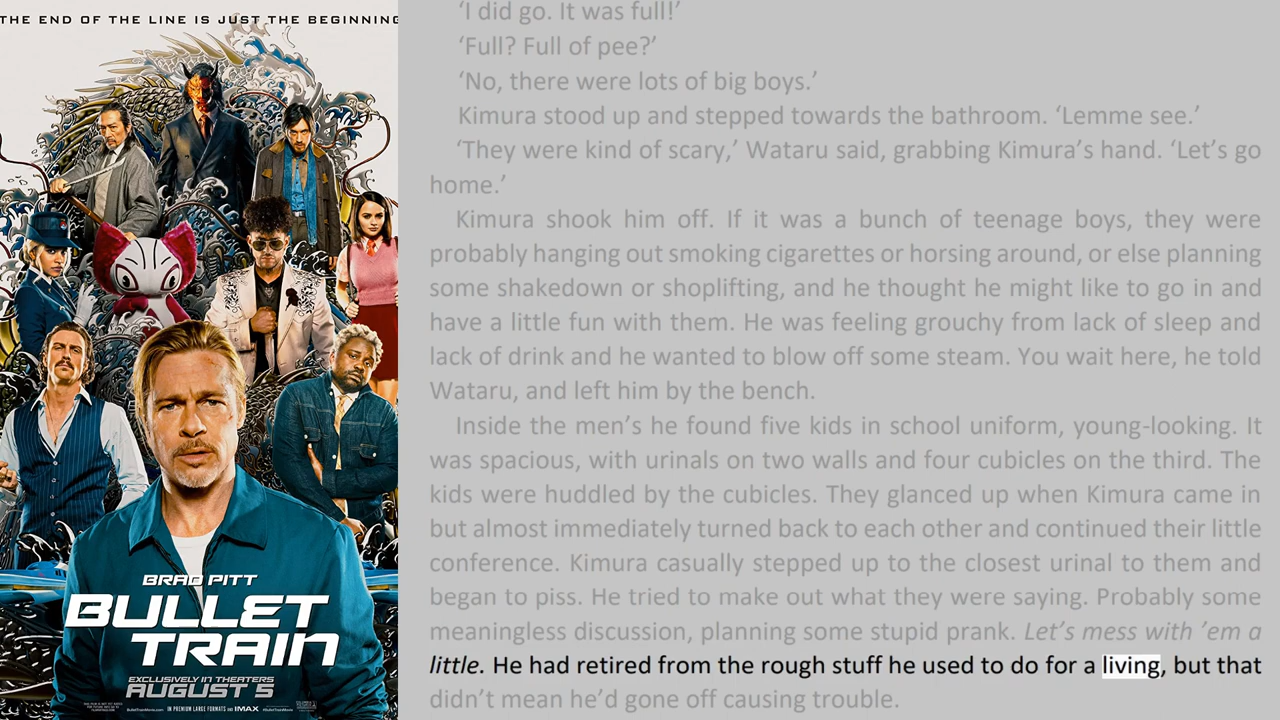 THE END OF THE LINE IS JUST THE BEGINNING
BRAD PITT
BULLET
TRAIN
EXCLUSIVELY IN THEATERS
AUGUST 5
BulletTrainMovie.com IN PREMIUM LARGE FORMATS AND IMAX #BulletTrainMovie
‘I did go. It was full!’
‘Full? Full of pee?’
‘No, there were lots of big boys.’
Kimura stood up and stepped towards the bathroom. ‘Lemme see.’
‘They were kind of scary,’ Wataru said, grabbing Kimura’s hand. ‘Let’s go
home.’
Kimura shook him off. If it was a bunch of teenage boys, they were
probably hanging out smoking cigarettes or horsing around, or else planning
some shakedown or shoplifting, and he thought he might like to go in and
have a little fun with them. He was feeling grouchy from lack of sleep and
lack of drink and he wanted to blow off some steam. You wait here, he told
Wataru, and left him by the bench.
Inside the men’s he found five kids in school uniform, young-looking. It
was spacious, with urinals on two walls and four cubicles on the third. The
kids were huddled by the cubicles. They glanced up when Kimura came in
but almost immediately turned back to each other and continued their little
conference. Kimura casually stepped up to the closest urinal to them and
began to piss. He tried to make out what they were saying. Probably some
meaningless discussion, planning some stupid prank. Let’s mess with ’em a
little. He had retired from the rough stuff he used to do for a living, but that
didn’t mean he’d gone off causing trouble.